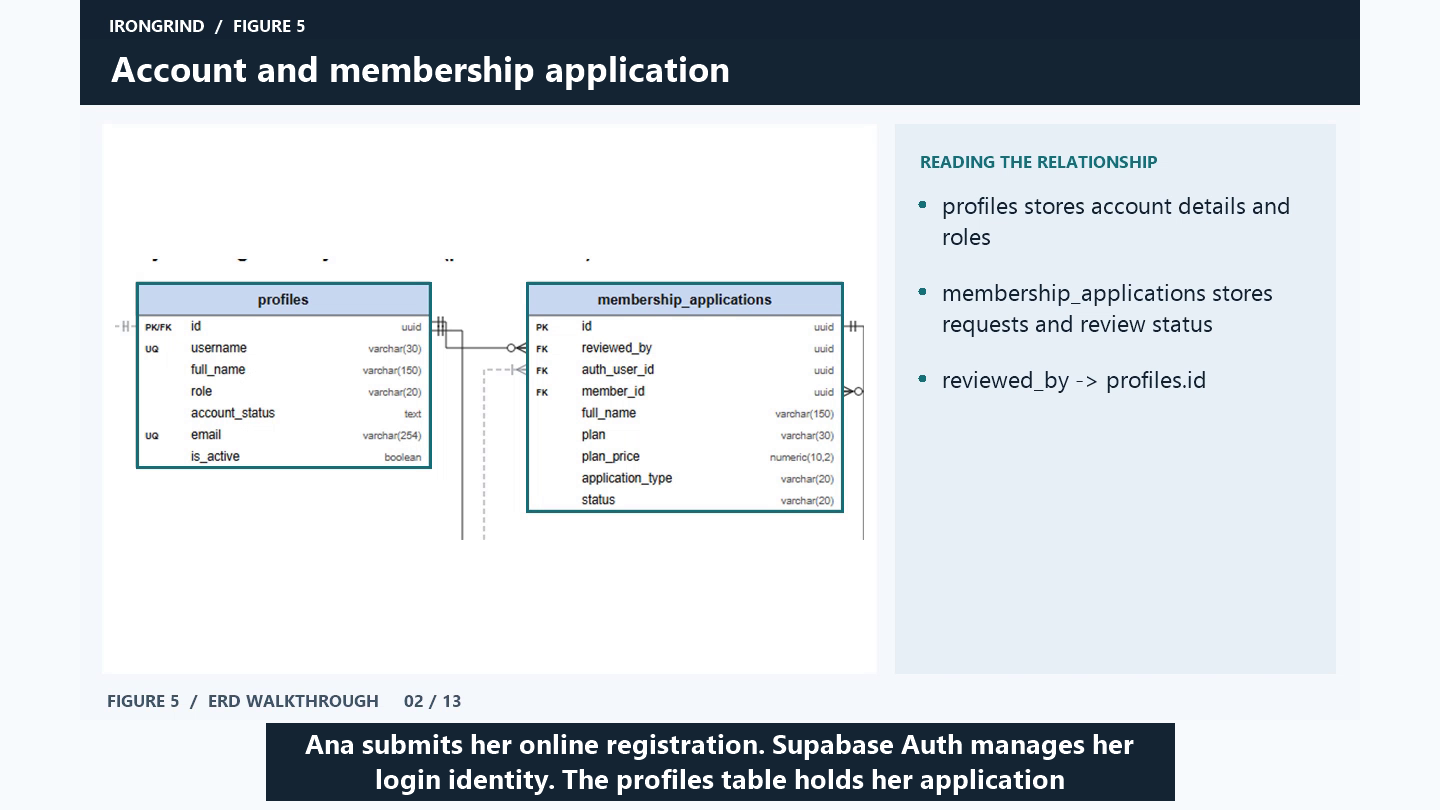 IRONGRIND / FIGURE 5
Account and membership application
profiles
PK/FK id uuid
UQ username varchar(30)
full_name varchar(150)
role varchar(20)
account_status text
UQ email varchar(254)
is_active boolean
membership_applications
PK id uuid
FK reviewed_by uuid
FK auth_user_id uuid
FK member_id uuid
full_name varchar(150)
plan varchar(30)
plan_price numeric(10,2)
application_type varchar(20)
status varchar(20)
READING THE RELATIONSHIP
• profiles stores account details and
roles
• membership_applications stores
requests and review status
• reviewed_by -> profiles.id
FIGURE 5 / ERD WALKTHROUGH 02 / 13
Ana submits her online registration. Supabase Auth manages her
login identity. The profiles table holds her application